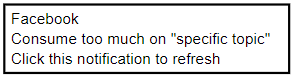 Facebook
Consume too much on "specific topic"
Click this notification to refresh